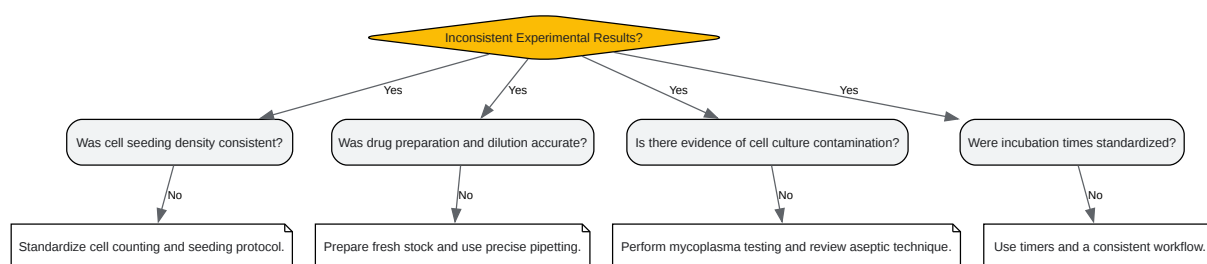 Inconsistent Experimental Results?
Yes
Yes
Yes
Yes
Was cell seeding density consistent?
Was drug preparation and dilution accurate?
Is there evidence of cell culture contamination?
Were incubation times standardized?
No
No
No
No
Standardize cell counting and seeding protocol.
Prepare fresh stock and use precise pipetting.
Perform mycoplasma testing and review aseptic technique.
Use timers and a consistent workflow.